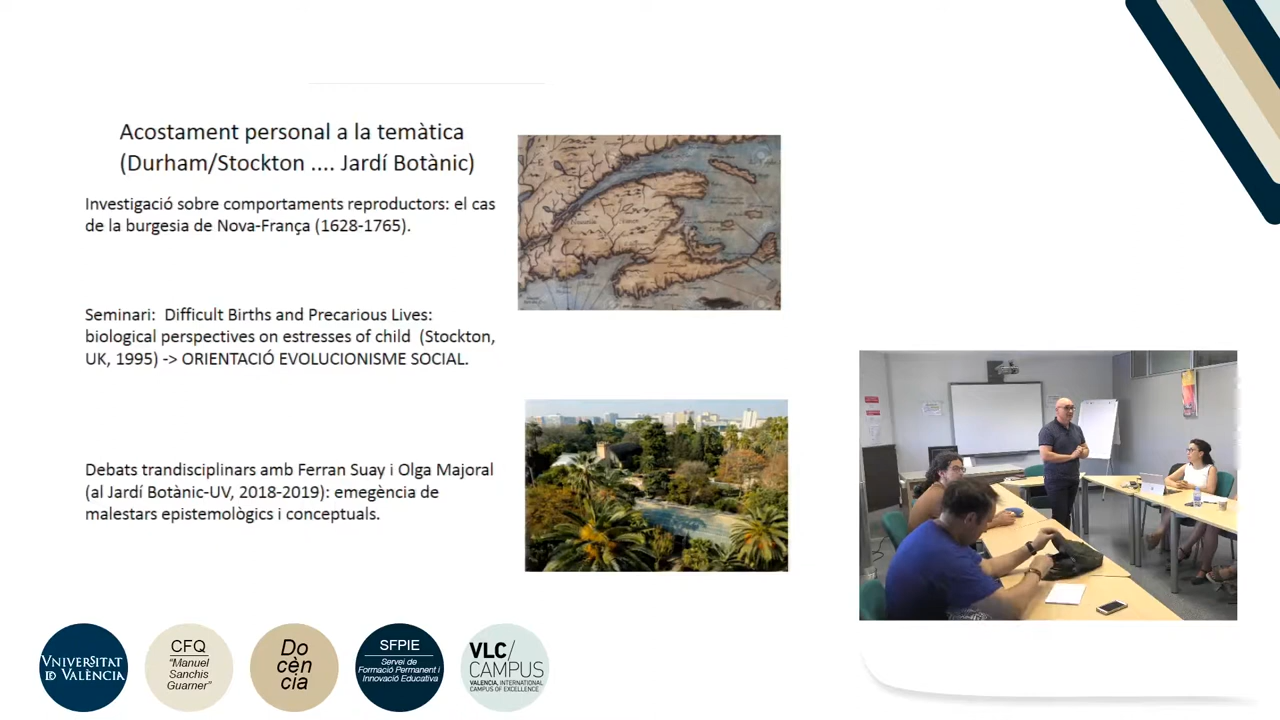 Acostament personal a la temàtica
(Durham/Stockton .... Jardí Botànic)
Investigació sobre comportaments reproductors: el cas
de la burgesia de Nova-França (1628-1765).
Seminari: Difficult Births and Precarious Lives:
biological perspectives on estresses of child (Stockton,
UK, 1995) -> ORIENTACIÓ EVOLUCIONISME SOCIAL.
Debats trandisciplinars amb Ferran Suay i Olga Majoral
(al Jardí Botànic-UV, 2018-2019): emegència de
malestars epistemològics i conceptuals.
VNIVERSITAT
ID VALÈNCIA
CFQ
"Manuel
Sanchis
Guarner"
Do
cèn
cia
SFPIE
Servei de
Formació Permanent i
Innovació Educativa
VLC/
CAMPUS
VALENCIA, INTERNATIONAL
CAMPUS OF EXCELLENCE